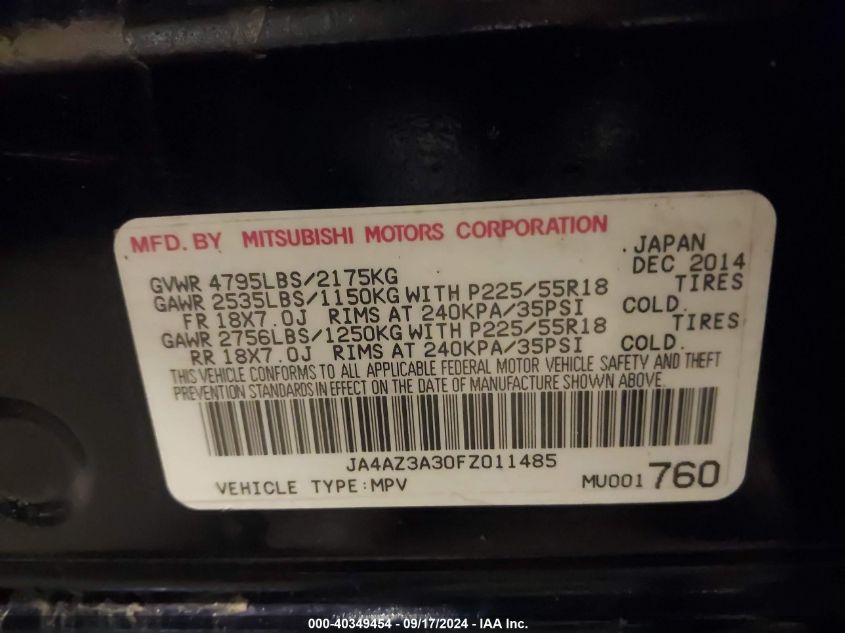 MFD. BY MITSUBISHI MOTORS CORPORATION
. JAPAN
GVWR 4795LBS/2175KG DEC 2014
GAWR 2535LBS/1150KG WITH P225/55R18 TIRES
FR 18X7.0J RIMS AT 240KPA/35PSI COLD.
GAWR 2756LBS/1250KG WITH P225/55R18 TIRES
RR 18X7.0J RIMS AT 240KPA/35PSI COLD.
THIS VEHICLE CONFORMS TO ALL APPLICABLE FEDERAL MOTOR VEHICLE SAFETY AND THEFT
PREVENTION STANDARDS IN EFFECT ON THE DATE OF MANUFACTURE SHOWN ABOVE.
JA4AZ3A30FZ011485
VEHICLE TYPE:MPV MU001760
000-40349454 - 09/17/2024 - IAA Inc.